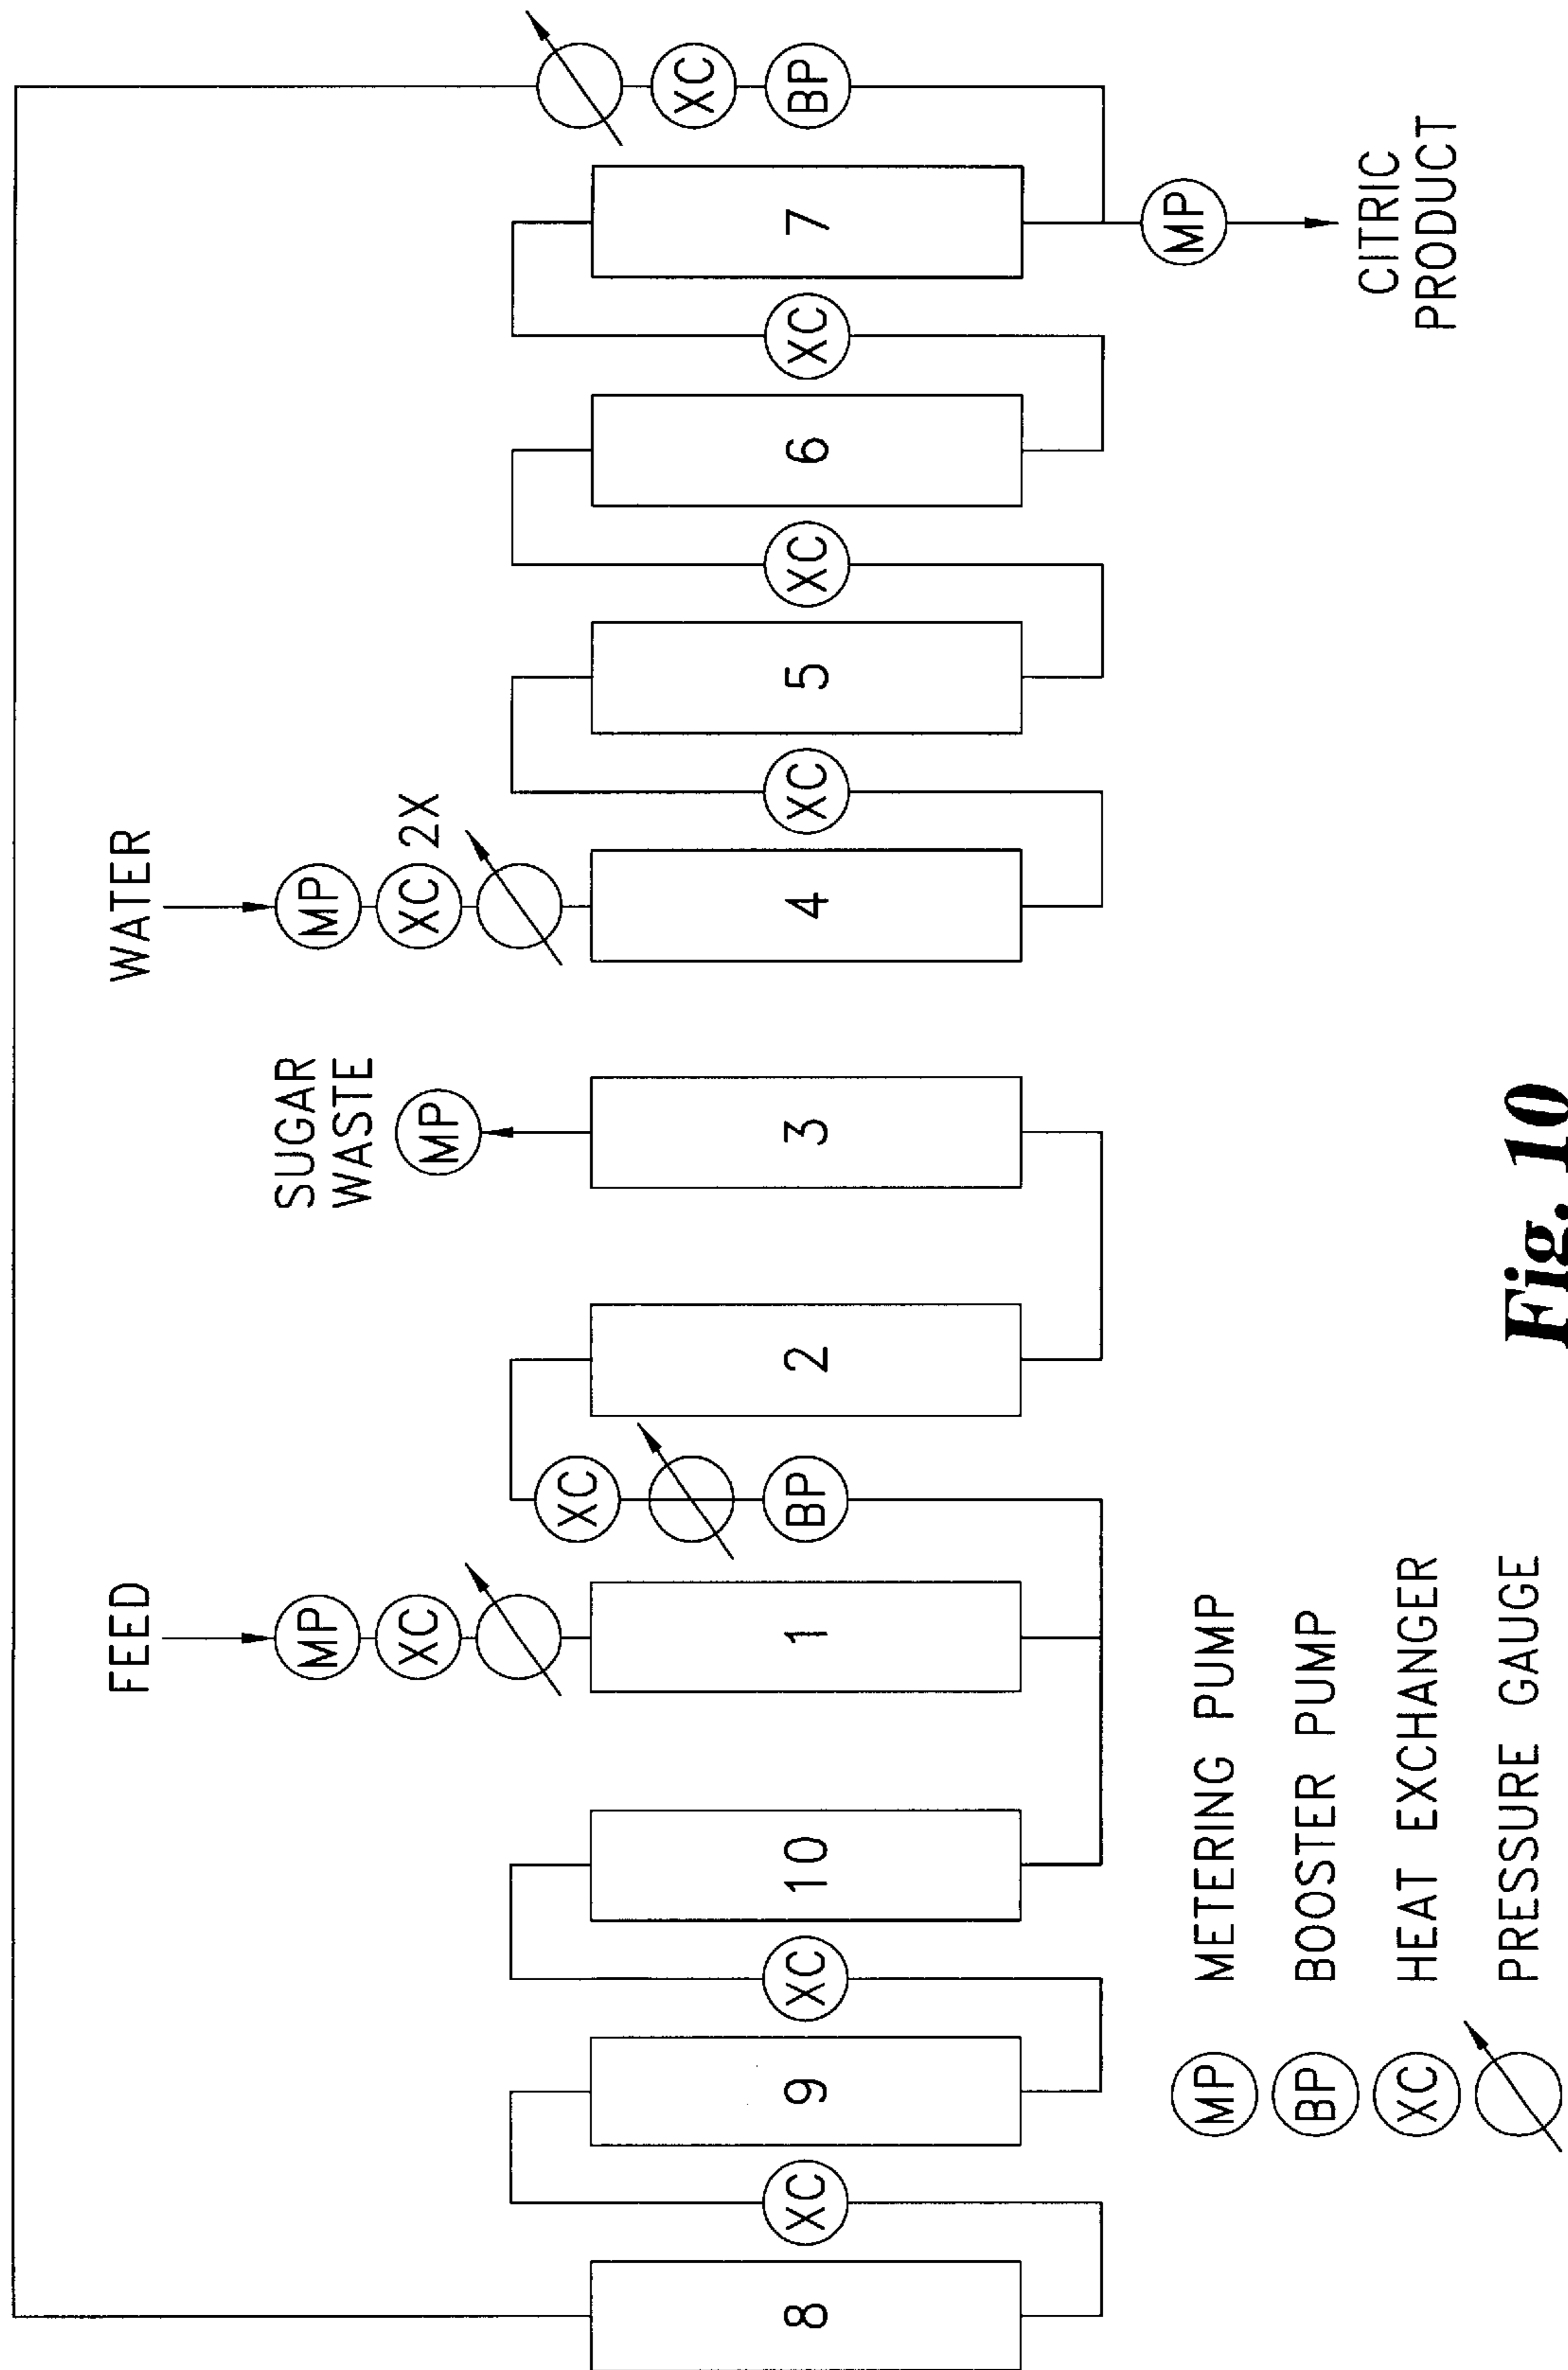 FEED
SUGAR
WASTE
WATER
MP
XC
MP
MP
XC 2X
XC
XC
BP
XC
XC
BP
XC
XC
XC
XC
8
9
10
1
2
3
4
5
6
7
MP
CITRIC
PRODUCT
MP METERING PUMP
BP BOOSTER PUMP
XC HEAT EXCHANGER
PRESSURE GAUGE
Fig. 10